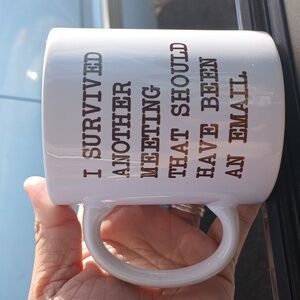 I SURVIVED
ANOTHER
MEETING
THAT SHOULD
HAVE BEEN
AN EMAIL.